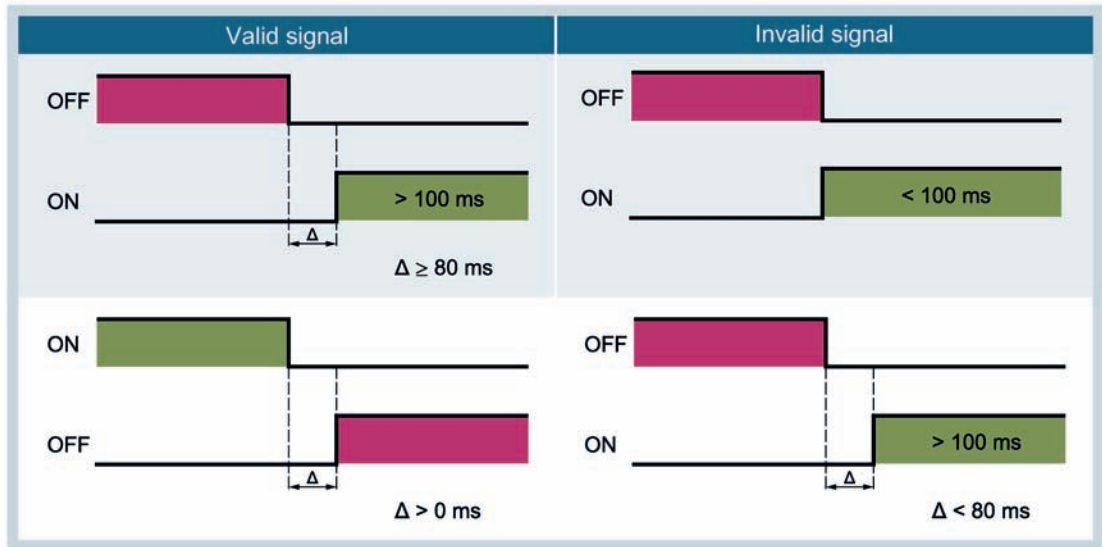 Valid signal
Invalid signal
OFF
ON
> 100 ms
Δ
Δ ≥ 80 ms
OFF
ON
< 100 ms
ON
OFF
Δ
Δ > 0 ms
OFF
ON
> 100 ms
Δ
Δ < 80 ms